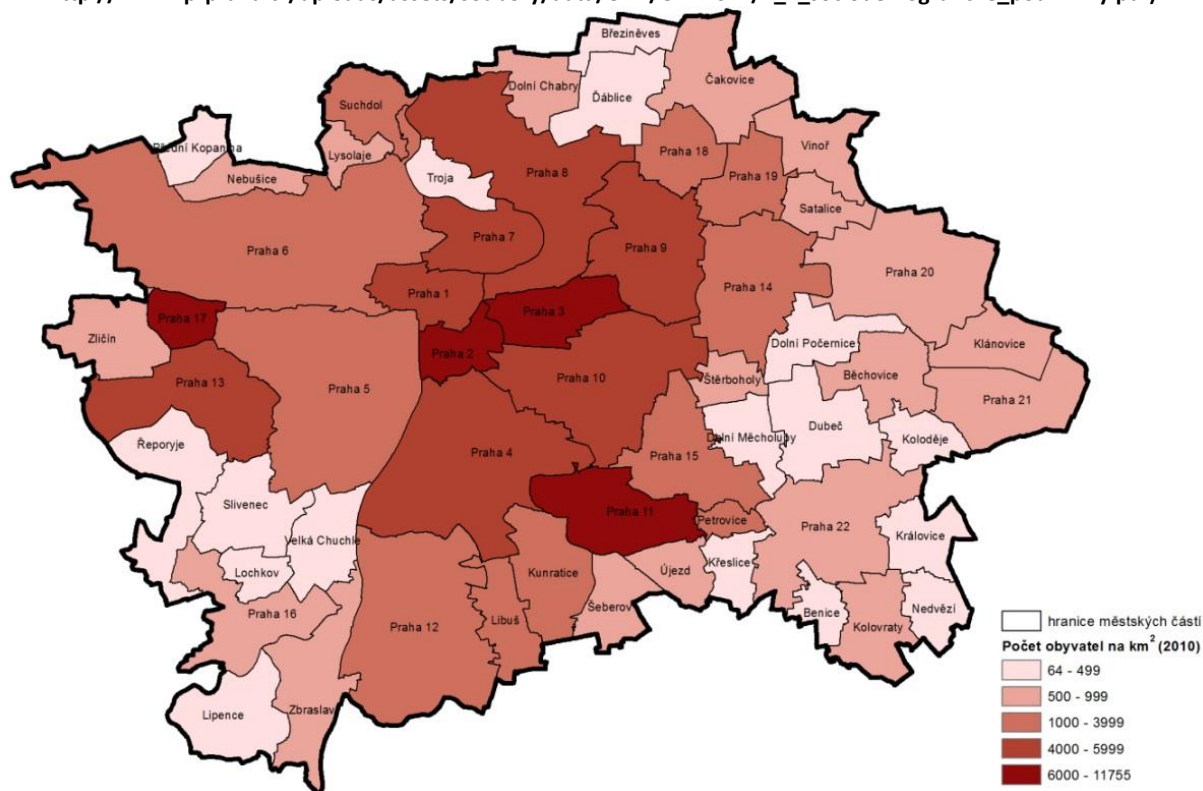 Březiněves
Dolní Chabry
Ďáblice
Čakovice
Suchdol
Přední Kopanina
Lysolaje
Nebušice
Troja
Praha 8
Praha 18
Praha 19
Vinoř
Satalice
Praha 6
Praha 7
Praha 9
Praha 20
Praha 14
Praha 1
Praha 3
Praha 17
Zličín
Praha 2
Dolní Počernice
Klánovice
Praha 13
Praha 5
Praha 10
Štěrboholy
Běchovice
Praha 21
Řeporyje
Praha 4
Praha 15
Dolní Měcholupy
Dubeč
Koloděje
Slivenec
Praha 11
Petrovice
Praha 22
Velká Chuchle
Královice
Lochkov
Kunratice
Újezd
Křeslice
Praha 16
Praha 12
Libuš
Šeberov
Benice
Kolovraty
Nedvězí
Lipence
Zbraslav
hranice městských částí
Počet obyvatel na km² (2010)
64 - 499
500 - 999
1000 - 3999
4000 - 5999
6000 - 11755